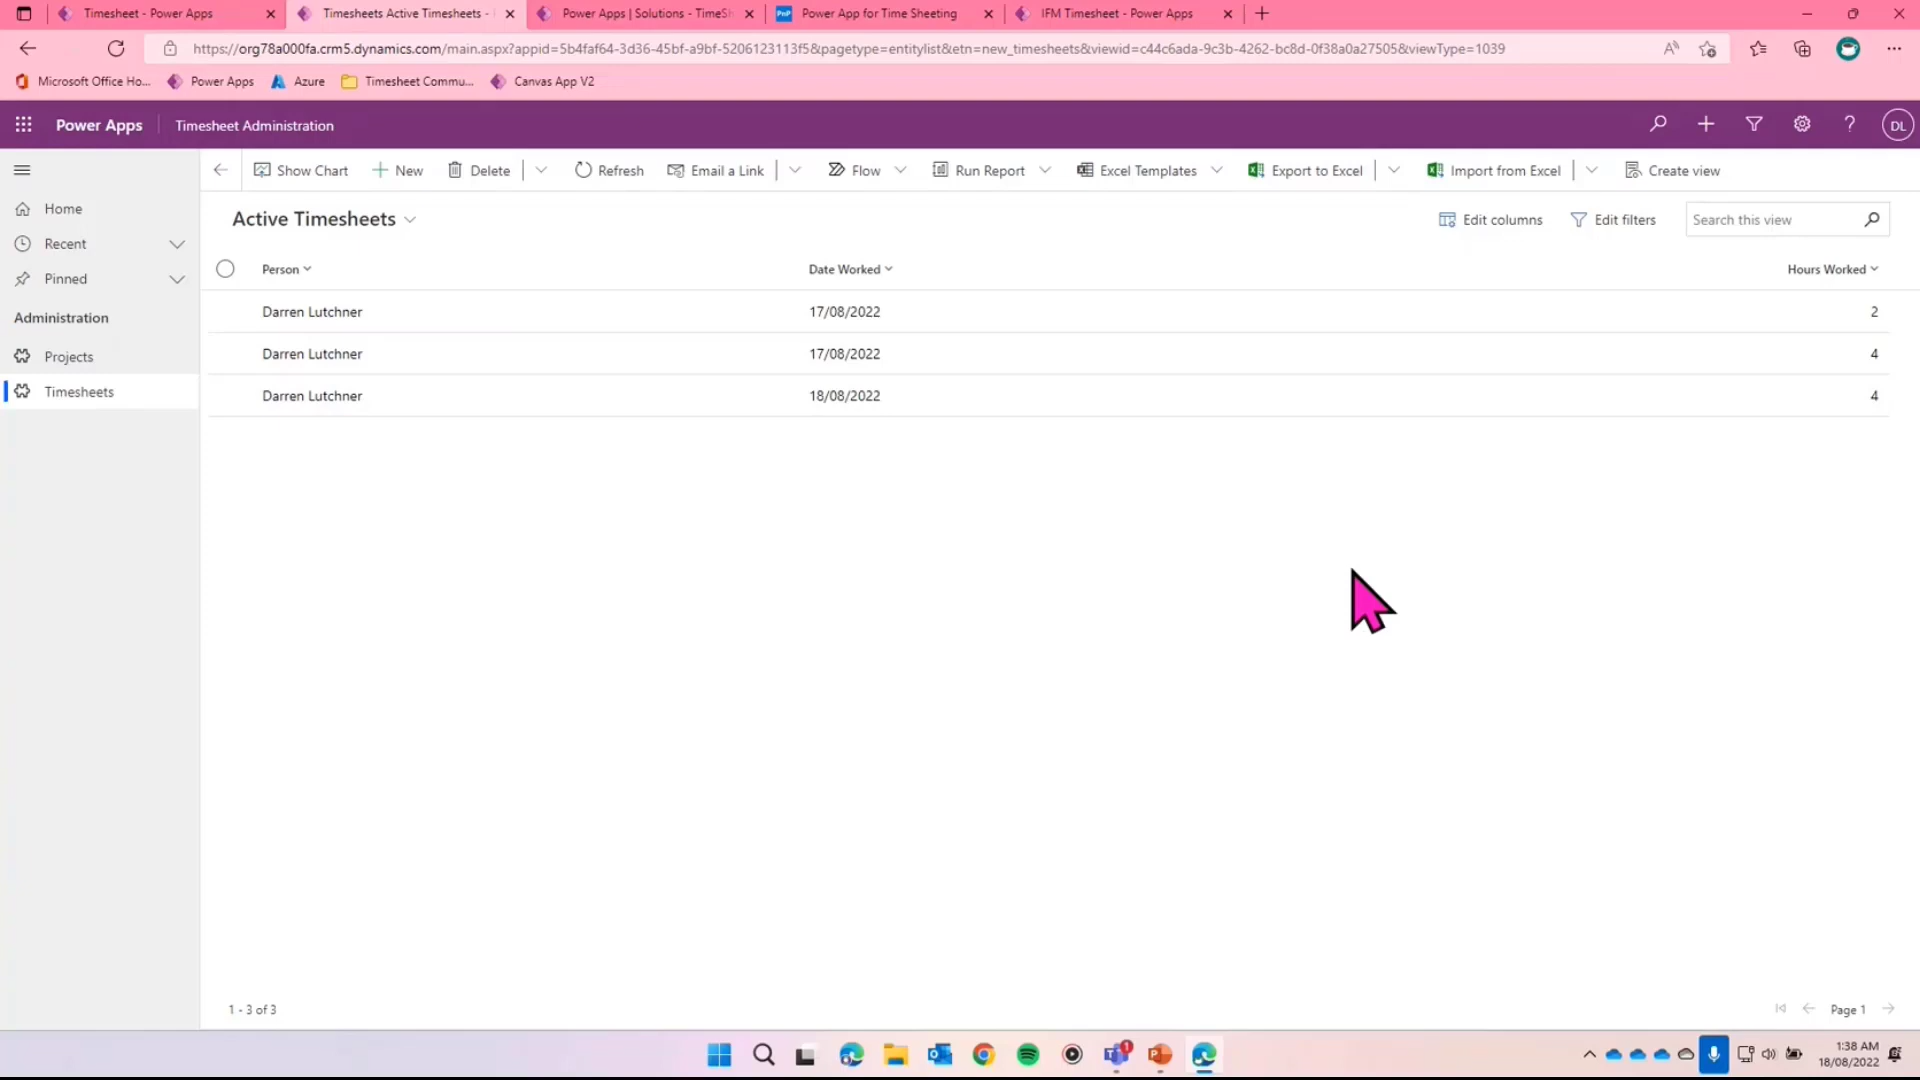 Timesheet - Power Apps
Timesheets Active Timesheets -
Power Apps | Solutions - TimeSh
PnP
Power App for Time Sheeting
IFM Timesheet - Power Apps
https://org78a000fa.crm5.dynamics.com/main.aspx?appid=5b4faf64-3d36-45bf-a9bf-5206123113f5&pagetype=entitylist&etn=new_timesheets&viewid=c44c6ada-9c3b-4262-bc8d-0f38a0a27505&viewType=1039
Microsoft Office Ho...
Power Apps
Azure
Timesheet Commu...
Canvas App V2
Power Apps
Timesheet Administration
DL
Show Chart
New
Delete
Refresh
Email a Link
Flow
Run Report
Excel Templates
Export to Excel
Import from Excel
Create view
Home
Recent
Pinned
Administration
Projects
Timesheets
Active Timesheets
Edit columns
Edit filters
Search this view
Person
Date Worked
Hours Worked
Darren Lutchner 17/08/2022 2
Darren Lutchner 17/08/2022 4
Darren Lutchner 18/08/2022 4
1 - 3 of 3
Page 1
1
1:38 AM
18/08/2022